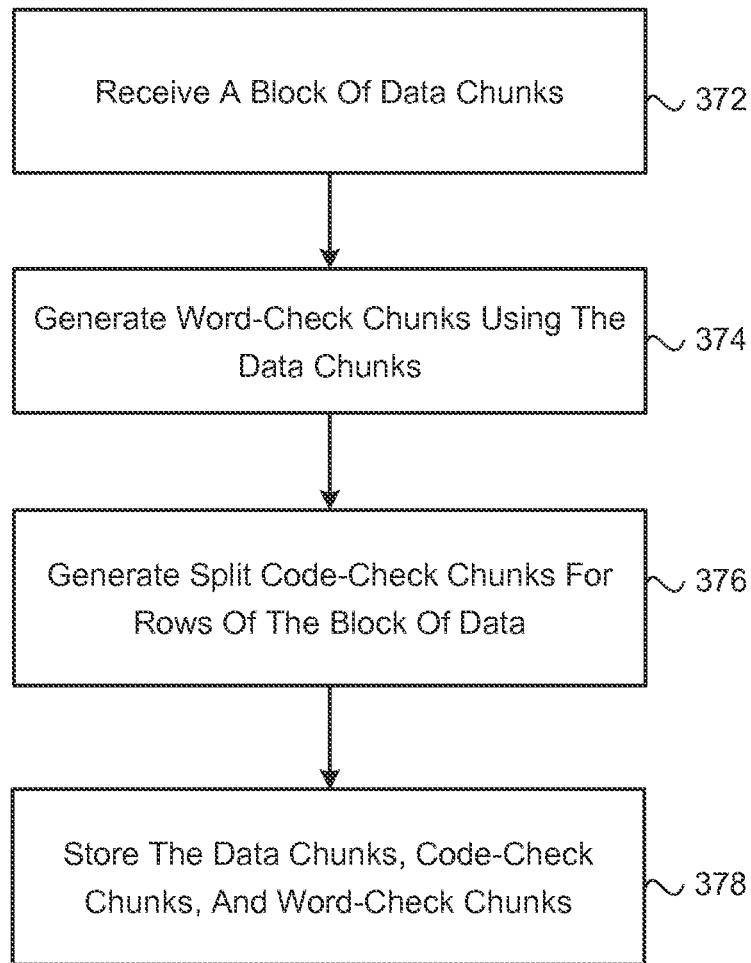 Receive A Block Of Data Chunks
372
Generate Word-Check Chunks Using The
Data Chunks
374
Generate Split Code-Check Chunks For
Rows Of The Block Of Data
376
Store The Data Chunks, Code-Check
Chunks, And Word-Check Chunks
378